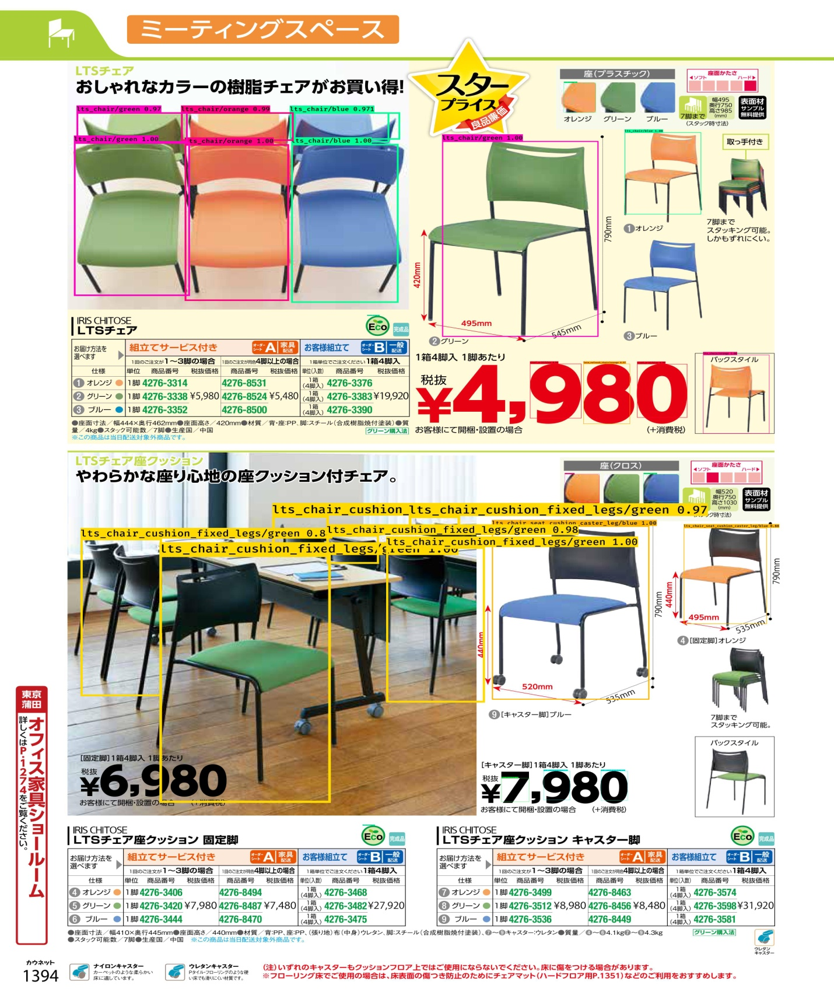 ミーティングスペース
LTSチェア
おしゃれなカラーの樹脂チェアがお買い得!
スター
プライス
良品廉価
座(プラスチック)
オレンジ グリーン ブルー
座面かたさ
◀ソフト ハード▶
7脚まで
幅495
奥行750
高さ985
(mm)
(スタック時寸法)
表面材
サンプル
無料提供
lts_chair/green 0.97
lts_chair/orange 0.99
lts_chair/blue 0.971
lts_chair/green 1.00
lts_chair/orange 1.00
lts_chair/blue 1.00
lts_chair/green 1.00
lts_chair/blue 1.00
取っ手付き
①オレンジ
7脚まで
スタッキング可能。
しかもずれにくい。
790mm
420mm
495mm
545mm
②グリーン
③ブルー
IRIS CHITOSE
LTSチェア
Eco
完成品
お届け方法を
選べます
組立てサービス付き オーダーシート A 家具配送
お客様組立て オーダーシート B 一般配送
1回のご注文が1〜3脚の場合 1回のご注文が同色4脚以上の場合 1箱単位でご注文ください 1箱4脚入
仕様 単位 商品番号 税抜価格 商品番号 税抜価格 単位(入数) 商品番号 税抜価格
① オレンジ 1脚 4276-3314 4276-8531 1箱(4脚入) 4276-3376
② グリーン 1脚 4276-3338 ¥5,980 4276-8524 ¥5,480 1箱(4脚入) 4276-3383 ¥19,920
③ ブルー 1脚 4276-3352 4276-8500 1箱(4脚入) 4276-3390
●座面寸法／幅444×奥行462mm●座面高さ／420mm●材質／背・座:PP、脚:スチール(合成樹脂焼付塗装)●質
量／4kg●スタック可能数／7脚●生産国／中国
グリーン購入法
※この商品は当日配送対象外商品です。
1箱4脚入 1脚あたり
税抜
¥4,980
お客様にて開梱・設置の場合 (+消費税)
バックスタイル
LTSチェア座クッション
やわらかな座り心地の座クッション付チェア。
座(クロス)
座面かたさ
◀ソフト ハード▶
幅520
奥行750
高さ1030
(mm)
表面材
サンプル
無料提供
lts_chair_cushion_
lts_chair_cushion_fixed_legs/green 0.97
lts_chair_cushion_fixed_legs/green 0.8
lts_chair_cushion_fixed_legs/green 0.98
lts_chair_cushion_fixed_legs/green 1.00
lts_chair_cushion_fixed_legs/green 1.00
lts_chair_seat_cushion_caster_leg/blue 1.00
lts_chair_seat_cushion_caster_leg/blue 0.88
790mm
440mm
520mm
535mm
⑨[キャスター脚]ブルー
790mm
440mm
495mm
535mm
④[固定脚]オレンジ
7脚まで
スタッキング可能。
バックスタイル
[固定脚]1箱4脚入 1脚あたり
税抜
¥6,980
お客様にて開梱・設置の場合 (+消費税)
[キャスター脚]1箱4脚入 1脚あたり
税抜
¥7,980
お客様にて開梱・設置の場合 (+消費税)
IRIS CHITOSE
LTSチェア座クッション 固定脚
Eco
完成品
お届け方法を
選べます
組立てサービス付き オーダーシート A 家具配送
お客様組立て オーダーシート B 一般配送
1回のご注文が1〜3脚の場合 1回のご注文が同色4脚以上の場合 1箱単位でご注文ください 1箱4脚入
仕様 単位 商品番号 税抜価格 商品番号 税抜価格 単位(入数) 商品番号 税抜価格
④ オレンジ 1脚 4276-3406 4276-8494 1箱(4脚入) 4276-3468
⑤ グリーン 1脚 4276-3420 ¥7,980 4276-8487 ¥7,480 1箱(4脚入) 4276-3482 ¥27,920
⑥ ブルー 1脚 4276-3444 4276-8470 1箱(4脚入) 4276-3475
IRIS CHITOSE
LTSチェア座クッション キャスター脚
Eco
完成品
お届け方法を
選べます
組立てサービス付き オーダーシート A 家具配送
お客様組立て オーダーシート B 一般配送
1回のご注文が1〜3脚の場合 1回のご注文が同色4脚以上の場合 1箱単位でご注文ください 1箱4脚入
仕様 単位 商品番号 税抜価格 商品番号 税抜価格 単位(入数) 商品番号 税抜価格
⑦ オレンジ 1脚 4276-3499 4276-8463 1箱(4脚入) 4276-3574
⑧ グリーン 1脚 4276-3512 ¥8,980 4276-8456 ¥8,480 1箱(4脚入) 4276-3598 ¥31,920
⑨ ブルー 1脚 4276-3536 4276-8449 1箱(4脚入) 4276-3581
●座面寸法／幅410×奥行445mm●座面高さ／440mm●材質／背:PP、座:PP、(張り地)布(中身)ウレタン、脚:スチール(合成樹脂焼付塗装)、⑦〜⑨キャスター:ウレタン●質量／④〜⑥4.1kg⑦〜⑨4.3kg
グリーン購入法
●スタック可能数／7脚●生産国／中国 ※この商品は当日配送対象外商品です。
ウレタン
キャスター
東京
蒲田
オフィス家具ショールーム
詳しくはP.1274をご覧ください。
カウネット
1394
ナイロンキャスター
カーペットのような柔らかい
床に適しています。
ウレタンキャスター
Pタイル・フローリングのような硬
い床でも滑りにくい材質です。
(注)いずれのキャスターもクッションフロア上ではご使用にならないでください。床に傷をつける場合があります。
※フローリング床でご使用の場合は、床表面の傷つき防止のためにチェアマット(ハードフロア用P.1351)などのご利用をおすすめします。